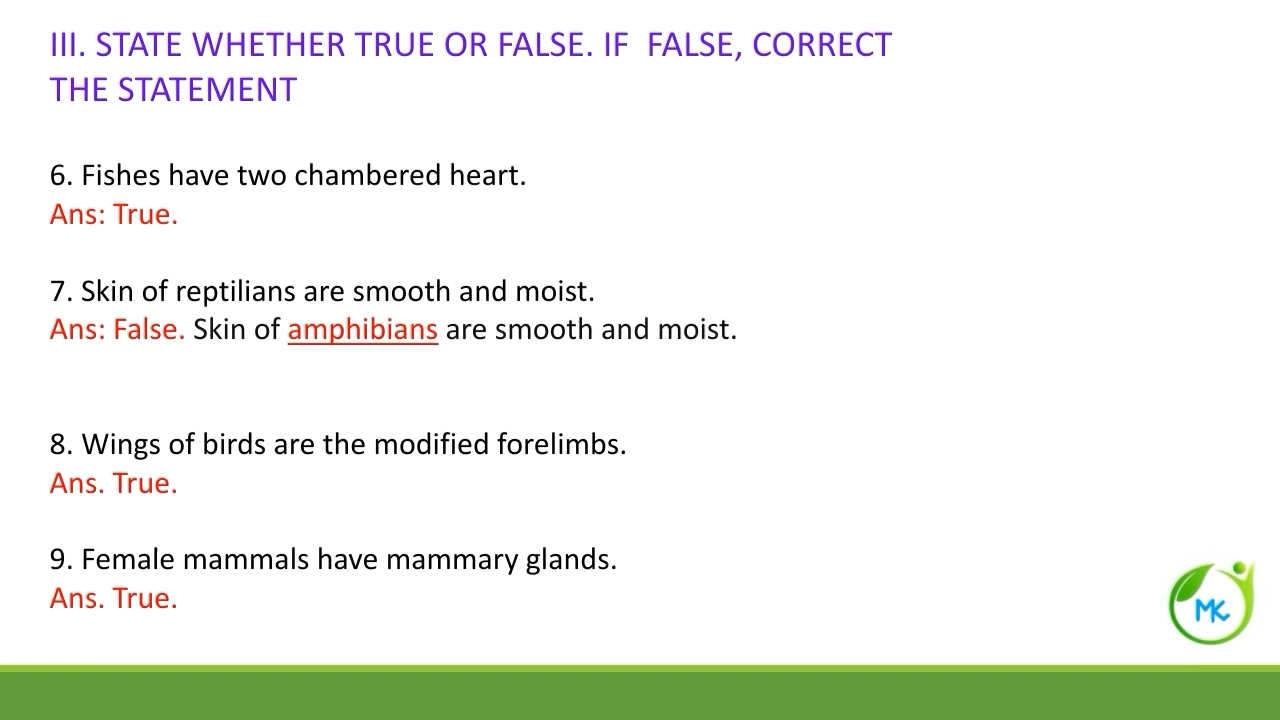 III. STATE WHETHER TRUE OR FALSE. IF  FALSE, CORRECT
THE STATEMENT
6. Fishes have two chambered heart.
Ans: True.
7. Skin of reptilians are smooth and moist.
Ans: False. Skin of amphibians are smooth and moist.
8. Wings of birds are the modified forelimbs.
Ans. True.
9. Female mammals have mammary glands.
Ans. True.
MK